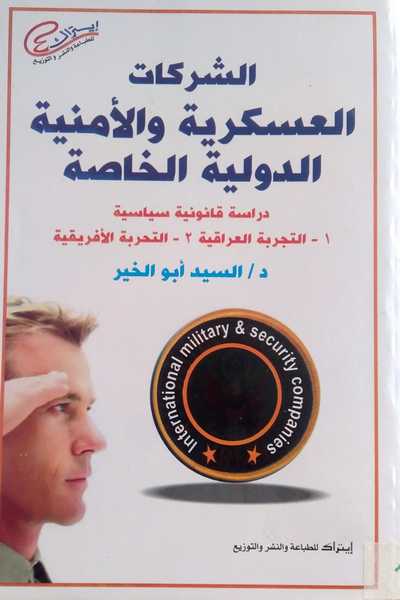 إيتراك
للطباعة والنشر والتوزيع
الشركات
العسكرية والأمنية
الدولية الخاصة
دراسة قانونية سياسية
١ - التجربة العراقية ٢ - التحربة الأفريقية
د/ السيد أبو الخير
International military & security companies
إيتراك للطباعة والنشر والتوزيع